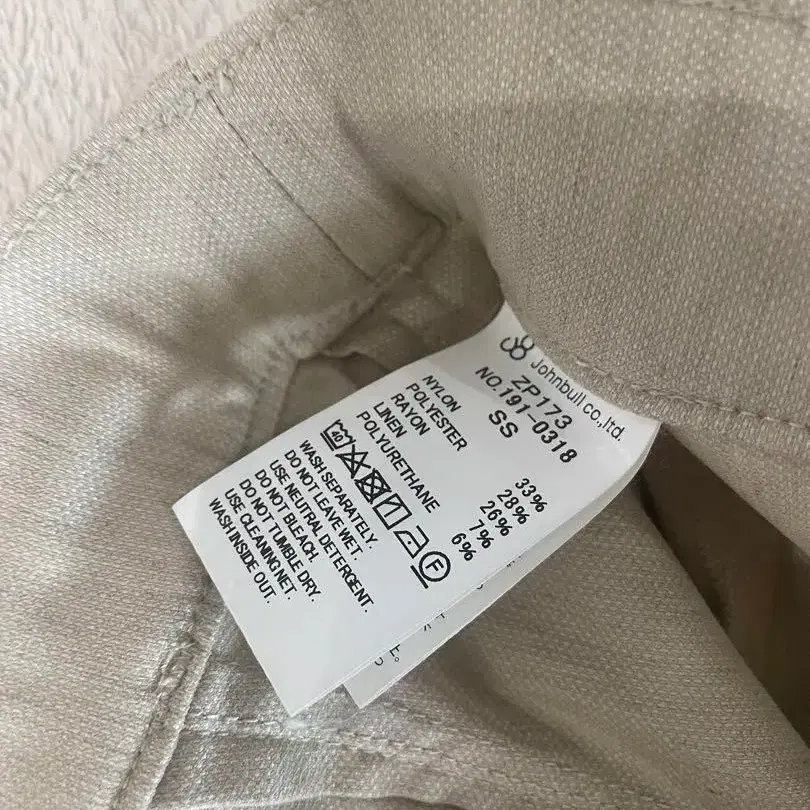 Johnbull co.,ltd.
ZP173
NO.191-0318
SS
NYLON 33%
POLYESTER 28%
RAYON 26%
LINEN 7%
POLYURETHANE 6%
40 F
WASH SEPARATELY.
DO NOT LEAVE WET.
USE NEUTRAL DETERGENT.
DO NOT BLEACH.
DO NOT TUMBLE DRY.
USE CLEANING NET.
WASH INSIDE OUT.